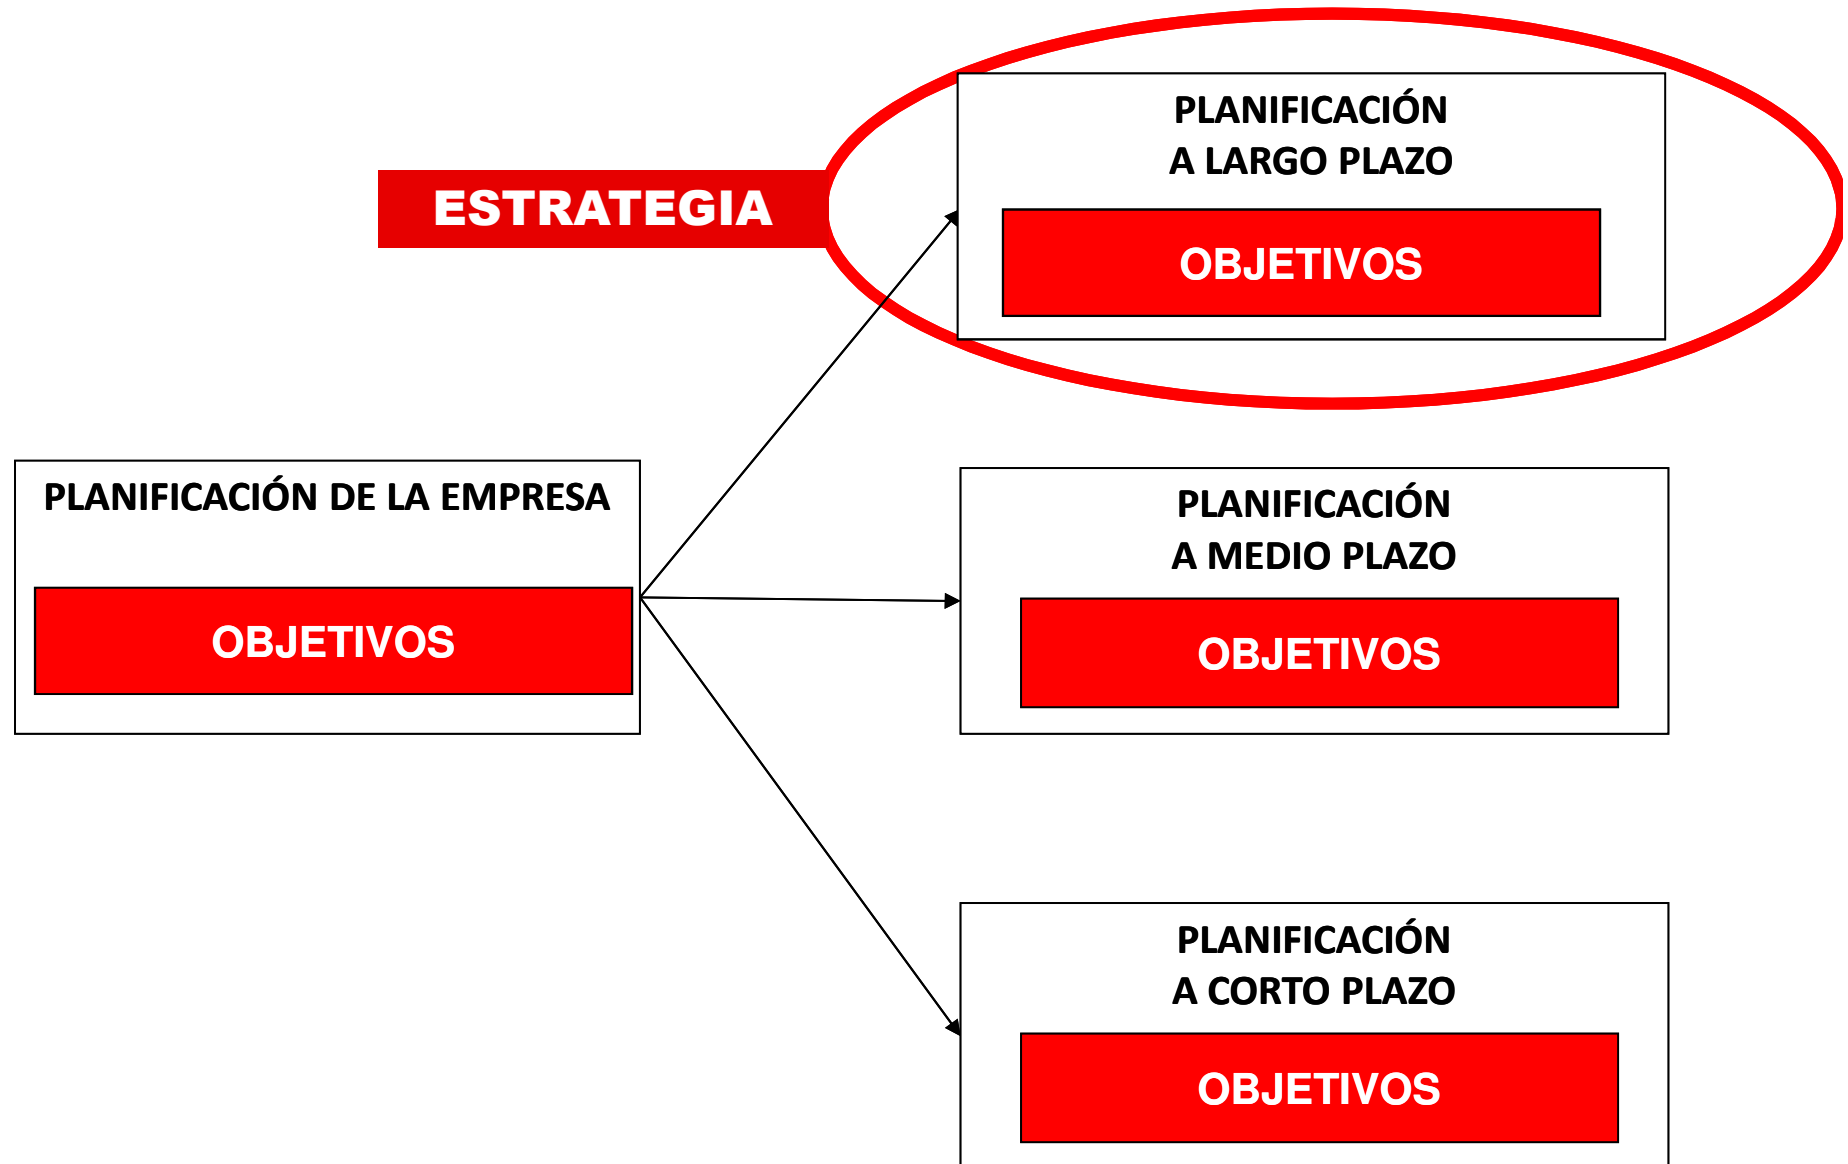 PLANIFICACIÓN
A LARGO PLAZO
ESTRATEGIA
OBJETIVOS
PLANIFICACIÓN DE LA EMPRESA
OBJETIVOS
PLANIFICACIÓN
A MEDIO PLAZO
OBJETIVOS
PLANIFICACIÓN
A CORTO PLAZO
OBJETIVOS